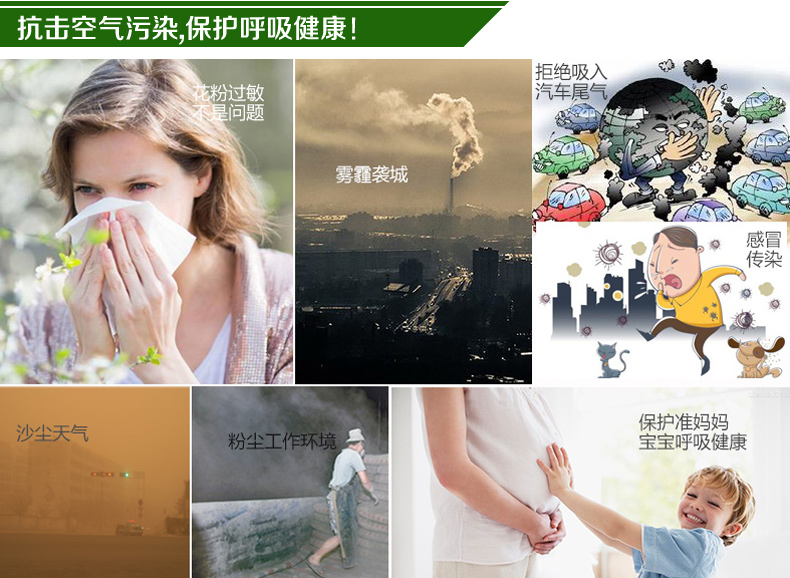 抗击空气污染,保护呼吸健康!
花粉过敏
不是问题
雾霾袭城
拒绝吸入
汽车尾气
感冒
传染
沙尘天气
粉尘工作环境
保护准妈妈
宝宝呼吸健康